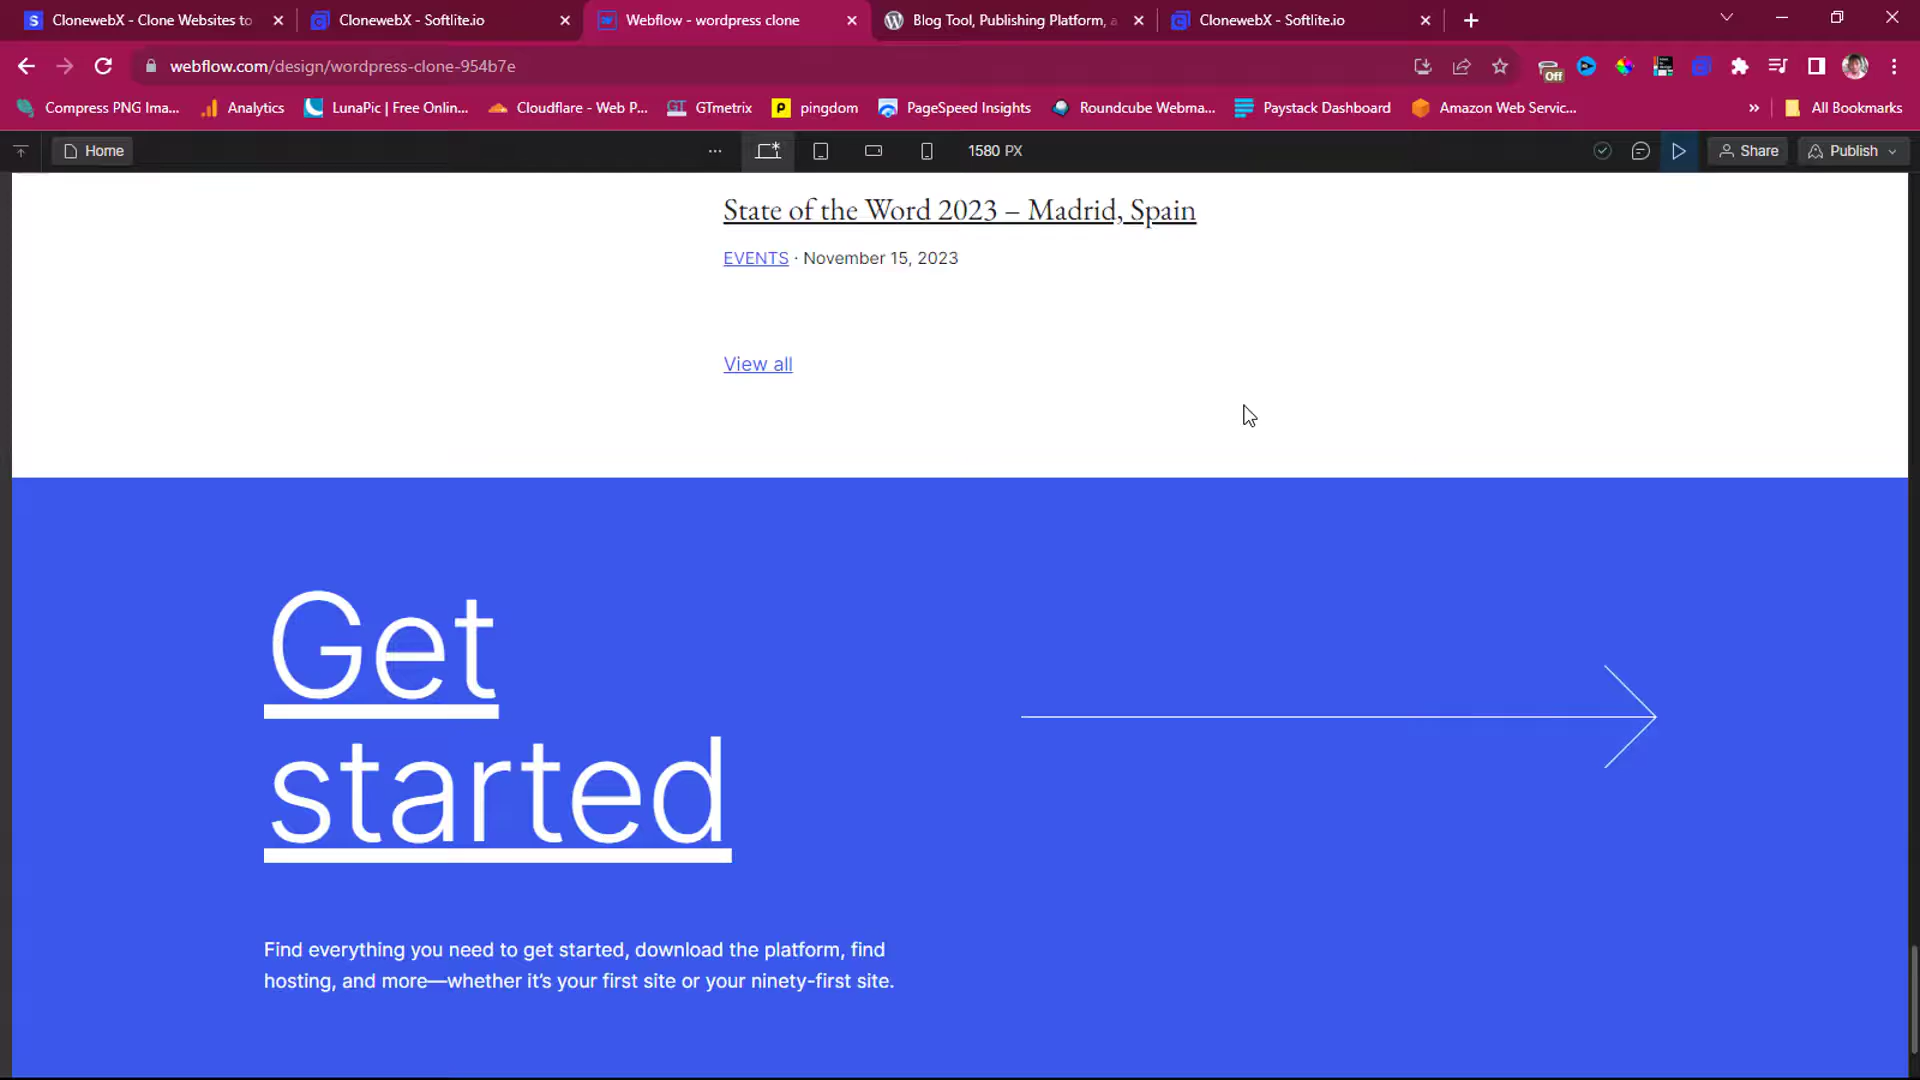 ClonewebX - Clone Websites to
ClonewebX - Softlite.io
Webflow - wordpress clone
Blog Tool, Publishing Platform, a
ClonewebX - Softlite.io
webflow.com/design/wordpress-clone-954b7e
Off
Compress PNG Ima...
Analytics
LunaPic | Free Onlin...
Cloudflare - Web P...
GTmetrix
pingdom
PageSpeed Insights
Roundcube Webma...
Paystack Dashboard
Amazon Web Servic...
All Bookmarks
Home
1580 PX
Share
Publish
State of the Word 2023 – Madrid, Spain
EVENTS · November 15, 2023
View all
Get
started
Find everything you need to get started, download the platform, find
hosting, and more—whether it’s your first site or your ninety-first site.